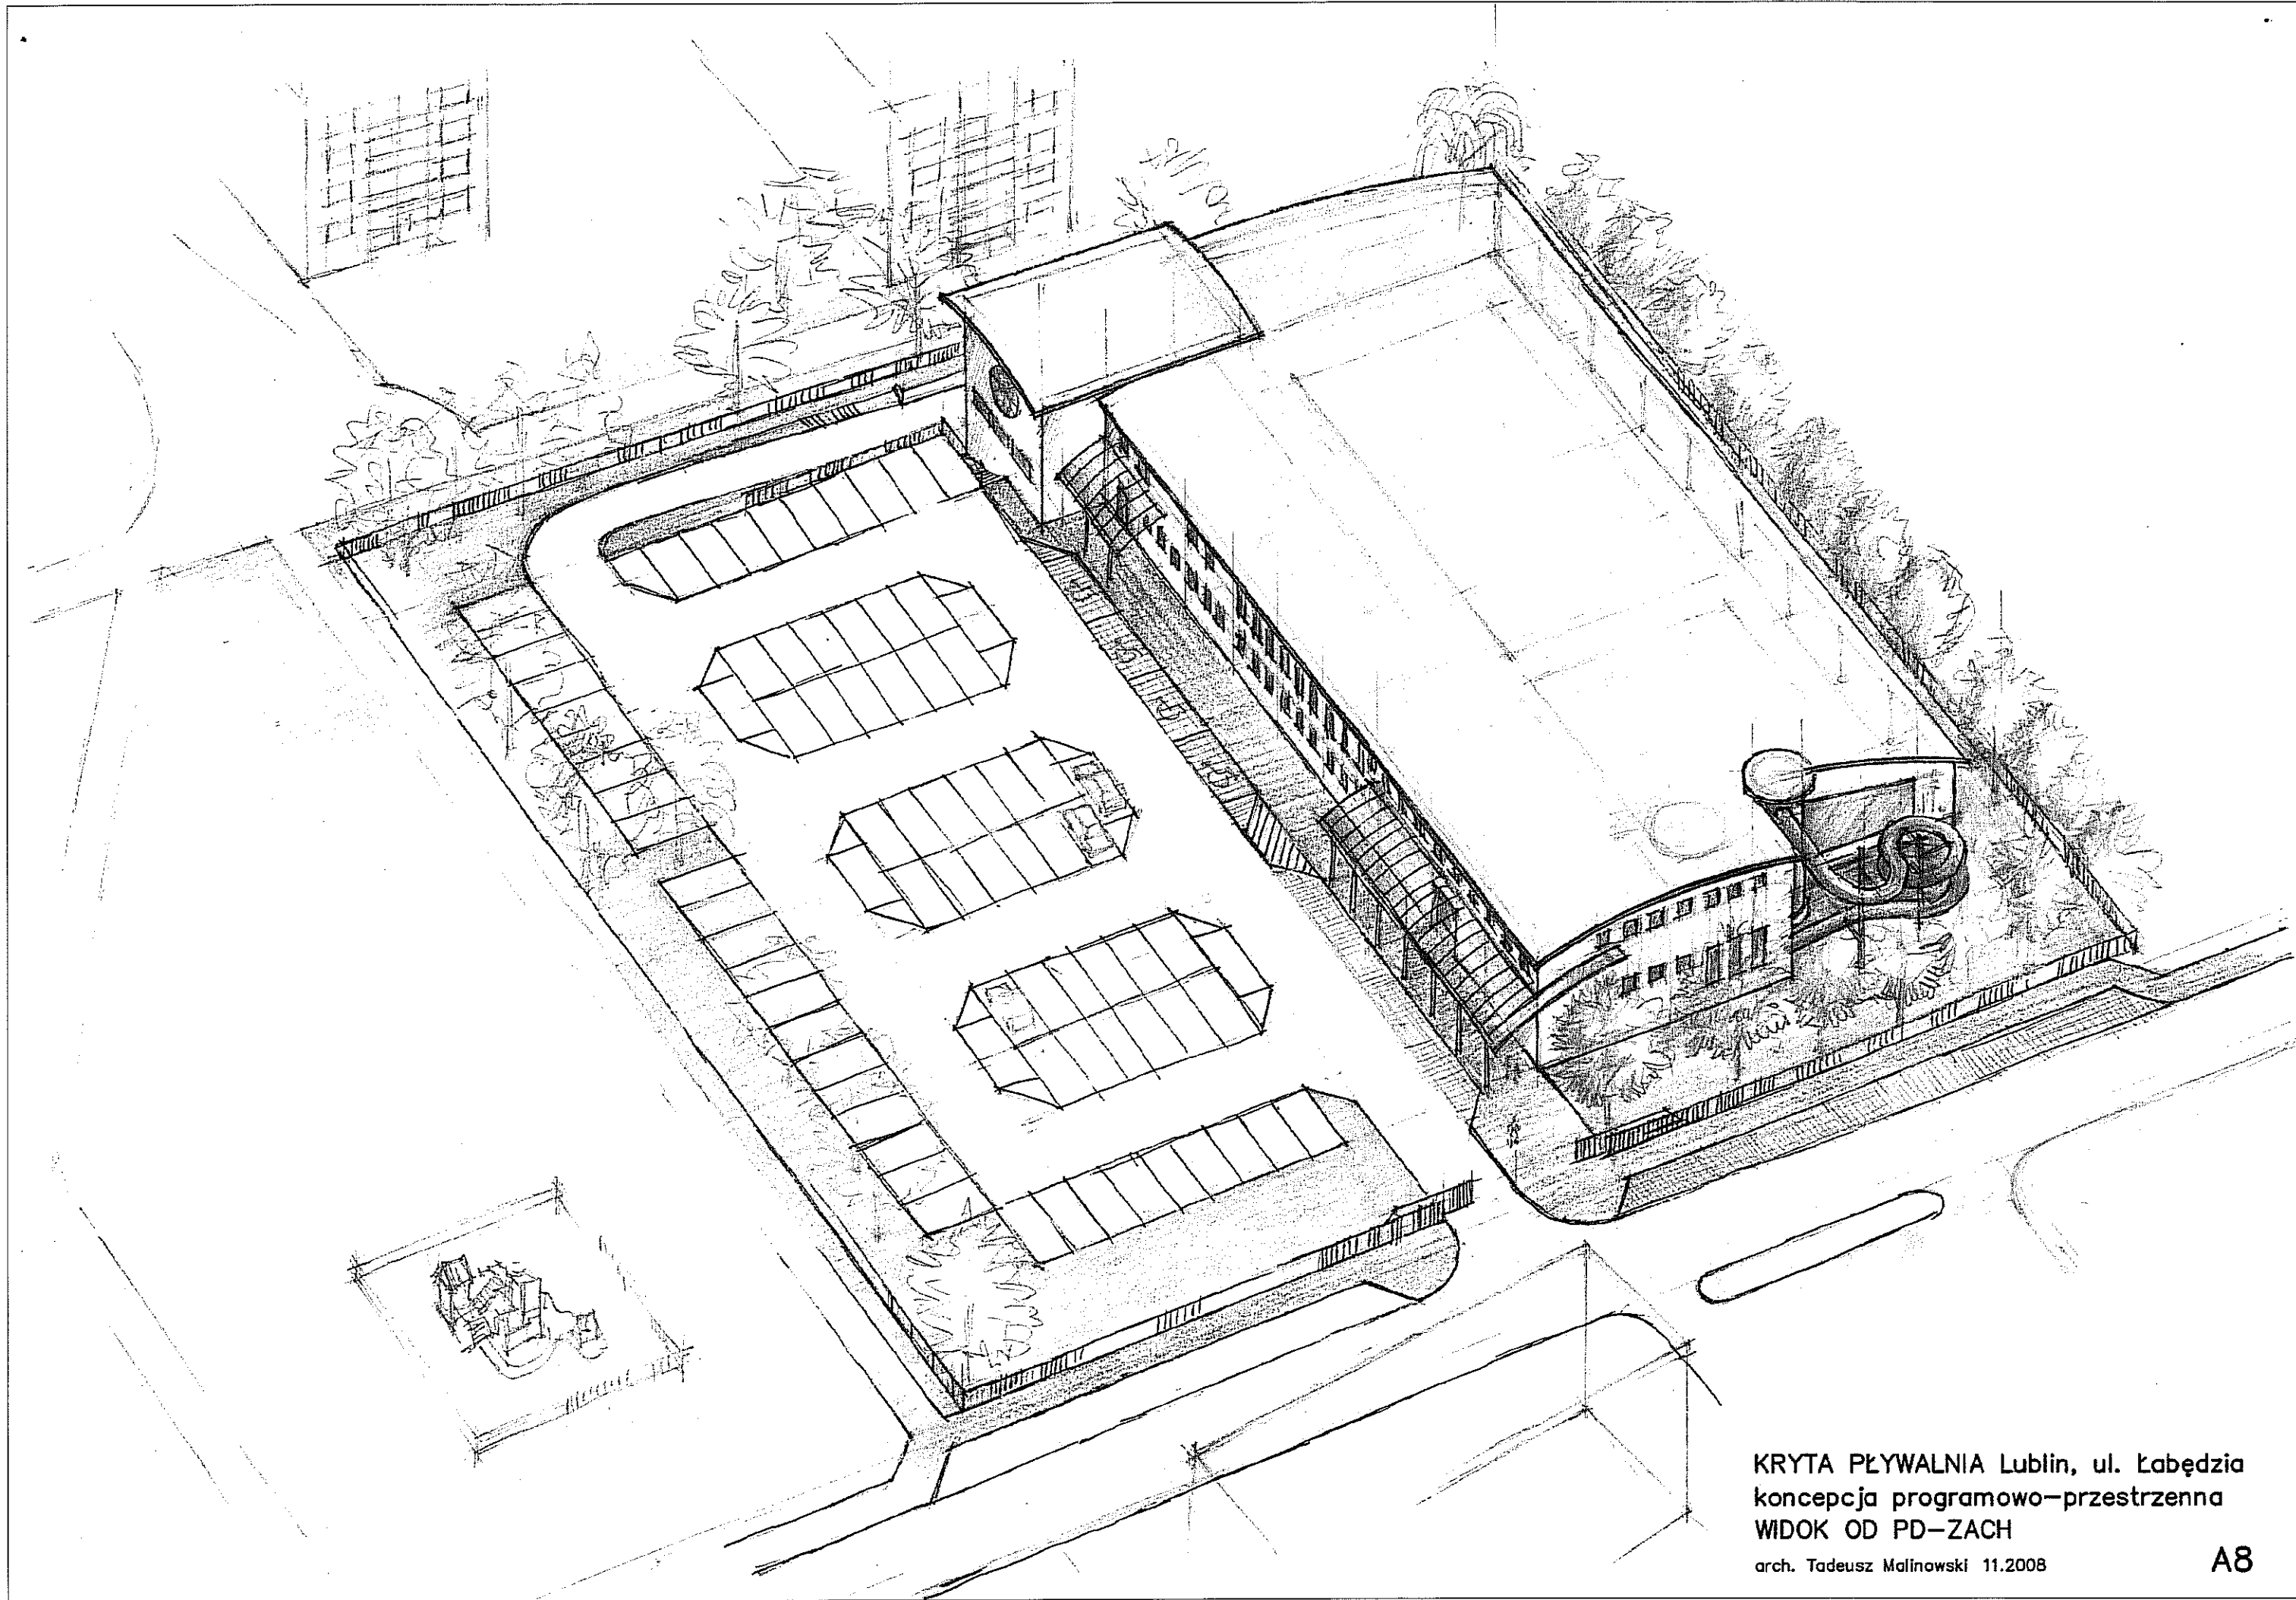 KRYTA PŁYWALNIA Lublin, ul. Łabędzia
koncepcja programowo-przestrzenna
WIDOK OD PD-ZACH
arch. Tadeusz Malinowski 11.2008
A8